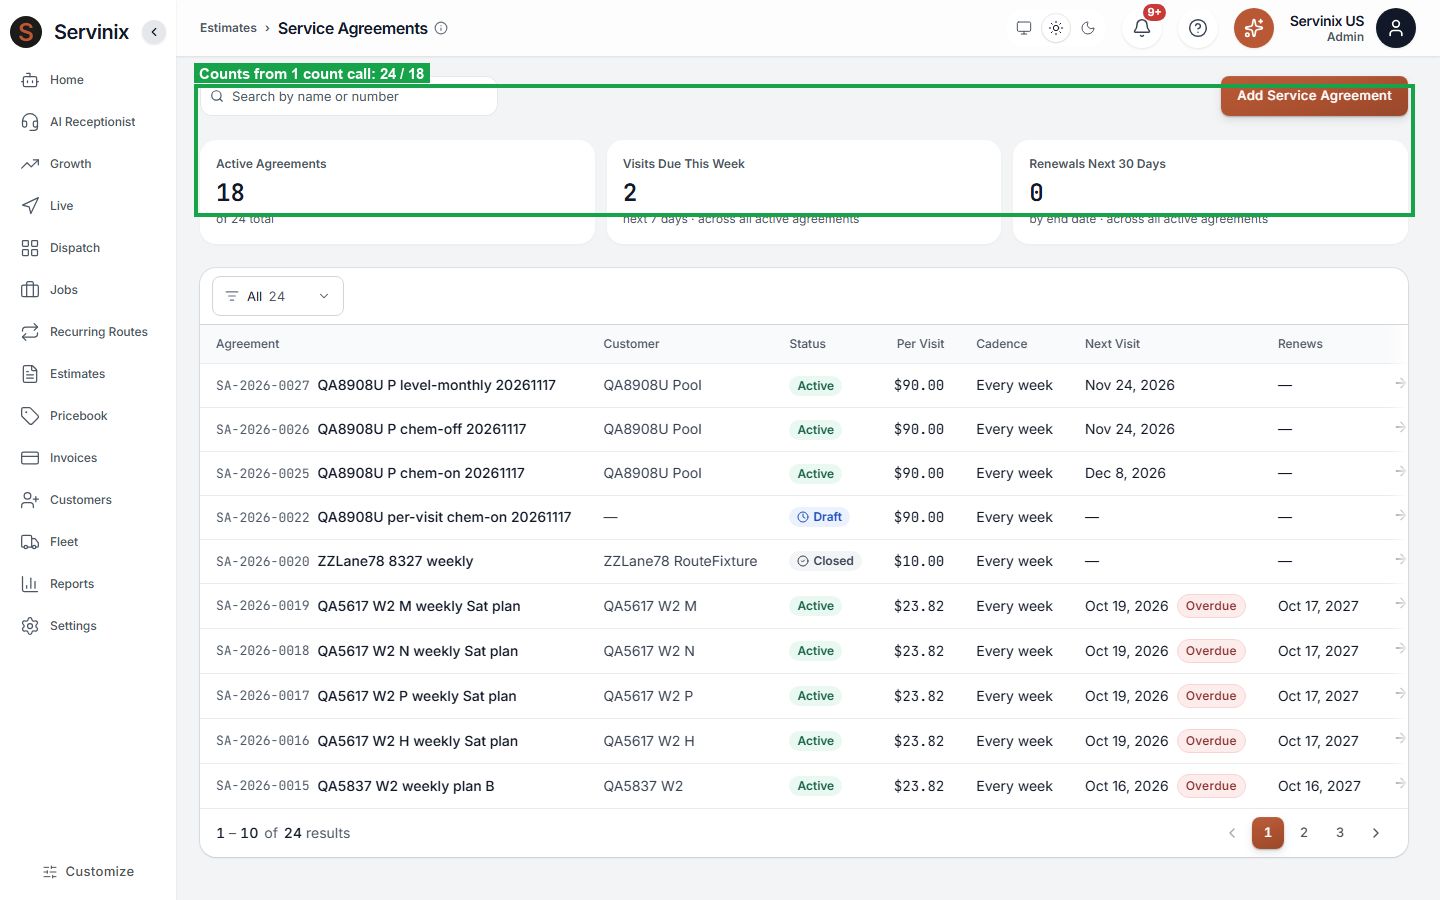 S Servinix
Estimates › Service Agreements
9+
Servinix US
Admin
Home
AI Receptionist
Growth
Live
Dispatch
Jobs
Recurring Routes
Estimates
Pricebook
Invoices
Customers
Fleet
Reports
Settings
Customize
Counts from 1 count call: 24 / 18
Search by name or number
Add Service Agreement
Active Agreements
18
of 24 total
Visits Due This Week
2
next 7 days · across all active agreements
Renewals Next 30 Days
0
by end date · across all active agreements
All 24
Agreement Customer Status Per Visit Cadence Next Visit Renews
SA-2026-0027 QA8908U P level-monthly 20261117 QA8908U Pool Active $90.00 Every week Nov 24, 2026 —
SA-2026-0026 QA8908U P chem-off 20261117 QA8908U Pool Active $90.00 Every week Nov 24, 2026 —
SA-2026-0025 QA8908U P chem-on 20261117 QA8908U Pool Active $90.00 Every week Dec 8, 2026 —
SA-2026-0022 QA8908U per-visit chem-on 20261117 — Draft $90.00 Every week — —
SA-2026-0020 ZZLane78 8327 weekly ZZLane78 RouteFixture Closed $10.00 Every week — —
SA-2026-0019 QA5617 W2 M weekly Sat plan QA5617 W2 M Active $23.82 Every week Oct 19, 2026 Overdue Oct 17, 2027
SA-2026-0018 QA5617 W2 N weekly Sat plan QA5617 W2 N Active $23.82 Every week Oct 19, 2026 Overdue Oct 17, 2027
SA-2026-0017 QA5617 W2 P weekly Sat plan QA5617 W2 P Active $23.82 Every week Oct 19, 2026 Overdue Oct 17, 2027
SA-2026-0016 QA5617 W2 H weekly Sat plan QA5617 W2 H Active $23.82 Every week Oct 19, 2026 Overdue Oct 17, 2027
SA-2026-0015 QA5837 W2 weekly plan B QA5837 W2 Active $23.82 Every week Oct 16, 2026 Overdue Oct 16, 2027
1 – 10 of 24 results
1 2 3